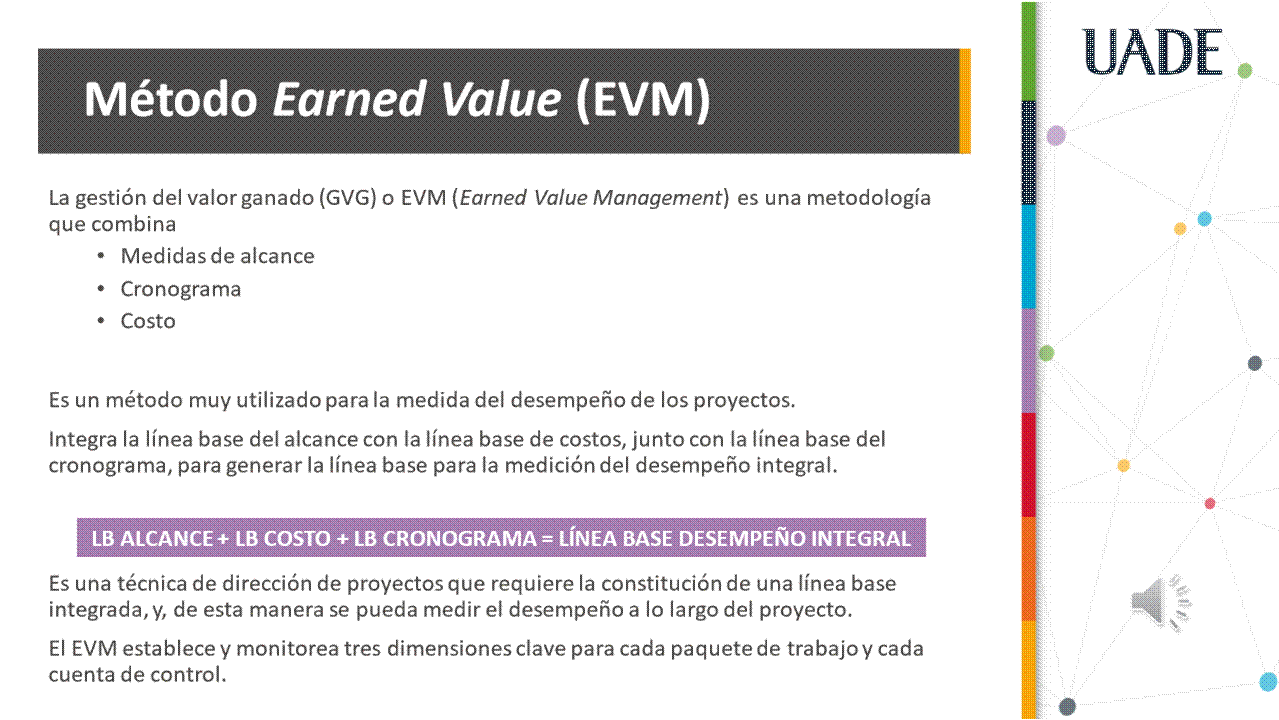 UADE
Método Earned Value (EVM)
La gestión del valor ganado (GVG) o EVM (Earned Value Management) es una metodología
que combina
• Medidas de alcance
• Cronograma
• Costo
Es un método muy utilizado para la medida del desempeño de los proyectos.
Integra la línea base del alcance con la línea base de costos, junto con la línea base del
cronograma, para generar la línea base para la medición del desempeño integral.
LB ALCANCE + LB COSTO + LB CRONOGRAMA = LÍNEA BASE DESEMPEÑO INTEGRAL
Es una técnica de dirección de proyectos que requiere la constitución de una línea base
integrada, y, de esta manera se pueda medir el desempeño a lo largo del proyecto.
El EVM establece y monitorea tres dimensiones clave para cada paquete de trabajo y cada
cuenta de control.